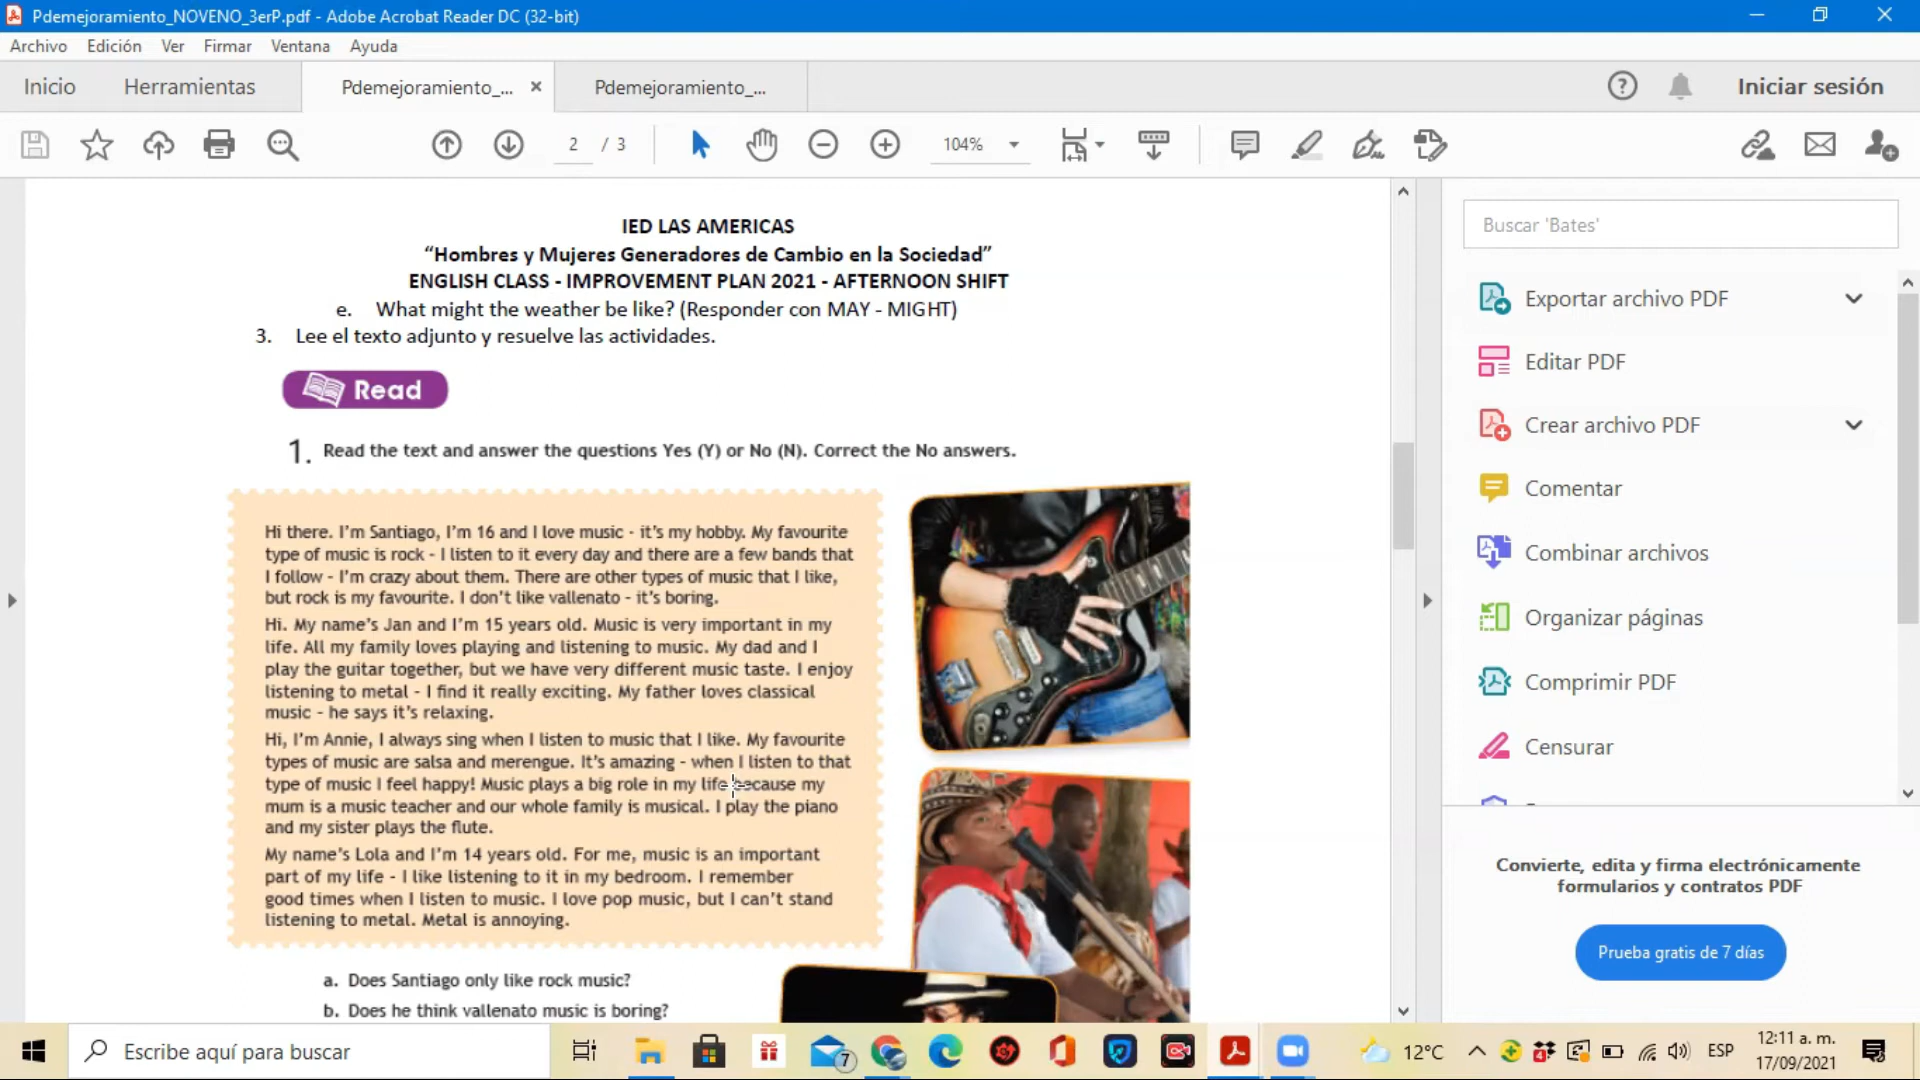 Pdemejoramiento_NOVENO_3erP.pdf - Adobe Acrobat Reader DC (32-bit)
Archivo Edición Ver Firmar Ventana Ayuda
Inicio Herramientas Pdemejoramiento_... Pdemejoramiento_... Iniciar sesión
2 / 3 104%
IED LAS AMERICAS
“Hombres y Mujeres Generadores de Cambio en la Sociedad”
ENGLISH CLASS - IMPROVEMENT PLAN 2021 - AFTERNOON SHIFT
e. What might the weather be like? (Responder con MAY - MIGHT)
3. Lee el texto adjunto y resuelve las actividades.
Read
1. Read the text and answer the questions Yes (Y) or No (N). Correct the No answers.
Hi there. I’m Santiago, I’m 16 and I love music - it’s my hobby. My favourite
type of music is rock - I listen to it every day and there are a few bands that
I follow - I’m crazy about them. There are other types of music that I like,
but rock is my favourite. I don’t like vallenato - it’s boring.
Hi. My name’s Jan and I’m 15 years old. Music is very important in my
life. All my family loves playing and listening to music. My dad and I
play the guitar together, but we have very different music taste. I enjoy
listening to metal - I find it really exciting. My father loves classical
music - he says it’s relaxing.
Hi, I’m Annie, I always sing when I listen to music that I like. My favourite
types of music are salsa and merengue. It’s amazing - when I listen to that
type of music I feel happy! Music plays a big role in my life because my
mum is a music teacher and our whole family is musical. I play the piano
and my sister plays the flute.
My name’s Lola and I’m 14 years old. For me, music is an important
part of my life - I like listening to it in my bedroom. I remember
good times when I listen to music. I love pop music, but I can’t stand
listening to metal. Metal is annoying.
a. Does Santiago only like rock music?
b. Does he think vallenato music is boring?
Buscar 'Bates'
Exportar archivo PDF
Editar PDF
Crear archivo PDF
Comentar
Combinar archivos
Organizar páginas
Comprimir PDF
Censurar
Convierte, edita y firma electrónicamente
formularios y contratos PDF
Prueba gratis de 7 días
Escribe aquí para buscar
7
4
12°C
ESP
12:11 a. m.
17/09/2021